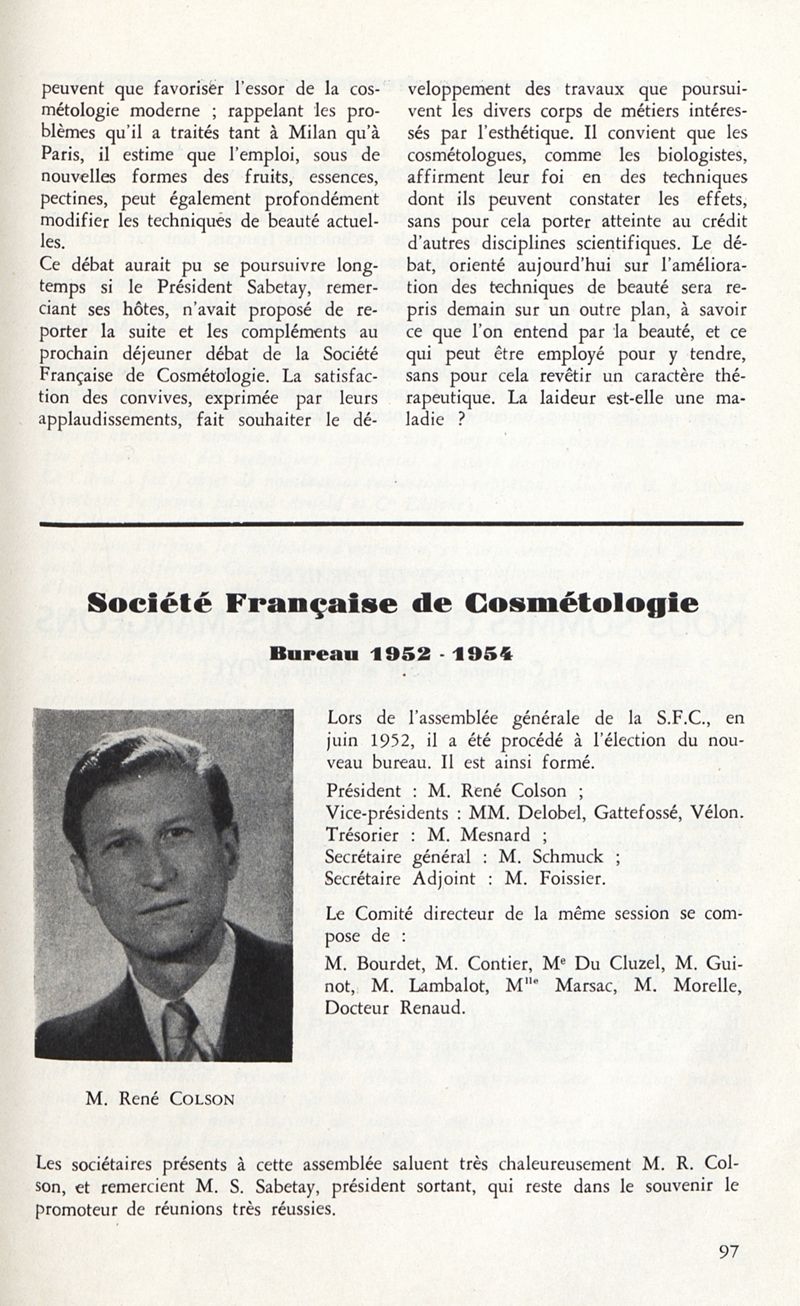 peuvent que favoriser l'essor de la cos-
métologie moderne ; rappelant les pro-
blèmes qu'il a traités tant à Milan qu'à
Paris, il estime que l'emploi, sous de
nouvelles formes des fruits, essences,
pectines, peut également profondément
modifier les techniques de beauté actuel-
les.
Ce débat aurait pu se poursuivre long-
temps si le Président Sabetay, remer-
ciant ses hôtes, n'avait proposé de re-
porter la suite et les compléments au
prochain déjeuner débat de la Société
Française de Cosmétologie. La satisfac-
tion des convives, exprimée par leurs
applaudissements, fait souhaiter le dé-
veloppement des travaux que poursui-
vent les divers corps de métiers intéres-
sés par l'esthétique. Il convient que les
cosmétologues, comme les biologistes,
affirment leur foi en des techniques
dont ils peuvent constater les effets,
sans pour cela porter atteinte au crédit
d'autres disciplines scientifiques. Le dé-
bat, orienté aujourd'hui sur l'améliora-
tion des techniques de beauté sera re-
pris demain sur un outre plan, à savoir
ce que l'on entend par la beauté, et ce
qui peut être employé pour y tendre,
sans pour cela revêtir un caractère thé-
rapeutique. La laideur est-elle une ma-
ladie ?
Société Française de Cosmétologie
Bureau 1952 - 1954
Lors de l'assemblée générale de la S.F.C., en
juin 1952, il a été procédé à l'élection du nou-
veau bureau. Il est ainsi formé.
Président : M. René Colson ;
Vice-présidents : MM. Delobel, Gattefossé, Vélon.
Trésorier : M. Mesnard ;
Secrétaire général : M. Schmuck ;
Secrétaire Adjoint : M. Foissier.
Le Comité directeur de la même session se com-
pose de :
M. Bourdet, M. Contier, Mᵉ Du Cluzel, M. Gui-
not, M. Lambalot, Mˡˡᵉ Marsac, M. Morelle,
Docteur Renaud.
M. René COLSON
Les sociétaires présents à cette assemblée saluent très chaleureusement M. R. Col-
son, et remercient M. S. Sabetay, président sortant, qui reste dans le souvenir le
promoteur de réunions très réussies.
97